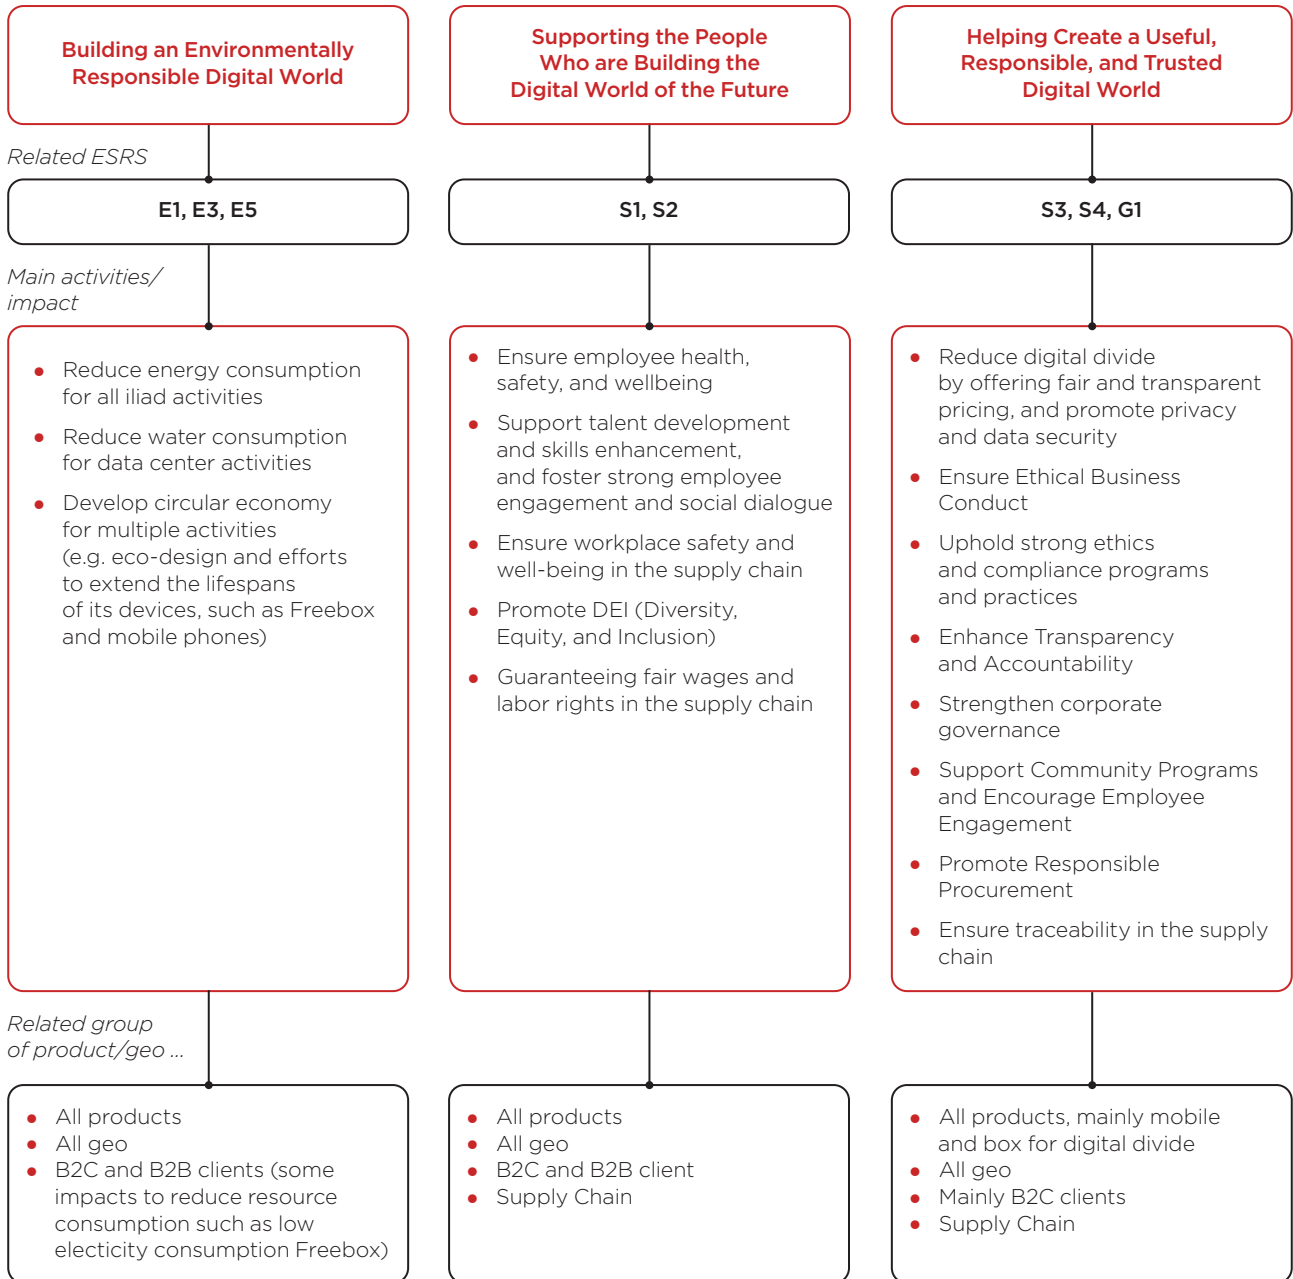 Building an Environmentally
Responsible Digital World
Supporting the People
Who are Building the
Digital World of the Future
Helping Create a Useful,
Responsible, and Trusted
Digital World
Related ESRS
E1, E3, E5
S1, S2
S3, S4, G1
Main activities/
impact
• Reduce energy consumption
for all iliad activities
• Reduce water consumption
for data center activities
• Develop circular economy
for multiple activities
(e.g. eco-design and efforts
to extend the lifespans
of its devices, such as Freebox
and mobile phones)
• Ensure employee health,
safety, and wellbeing
• Support talent development
and skills enhancement,
and foster strong employee
engagement and social dialogue
• Ensure workplace safety and
well-being in the supply chain
• Promote DEI (Diversity,
Equity, and Inclusion)
• Guaranteeing fair wages and
labor rights in the supply chain
• Reduce digital divide
by offering fair and transparent
pricing, and promote privacy
and data security
• Ensure Ethical Business
Conduct
• Uphold strong ethics
and compliance programs
and practices
• Enhance Transparency
and Accountability
• Strengthen corporate
governance
• Support Community Programs
and Encourage Employee
Engagement
• Promote Responsible
Procurement
• Ensure traceability in the supply
chain
Related group
of product/geo ...
• All products
• All geo
• B2C and B2B clients (some
impacts to reduce resource
consumption such as low
electicity consumption Freebox)
• All products
• All geo
• B2C and B2B client
• Supply Chain
• All products, mainly mobile
and box for digital divide
• All geo
• Mainly B2C clients
• Supply Chain